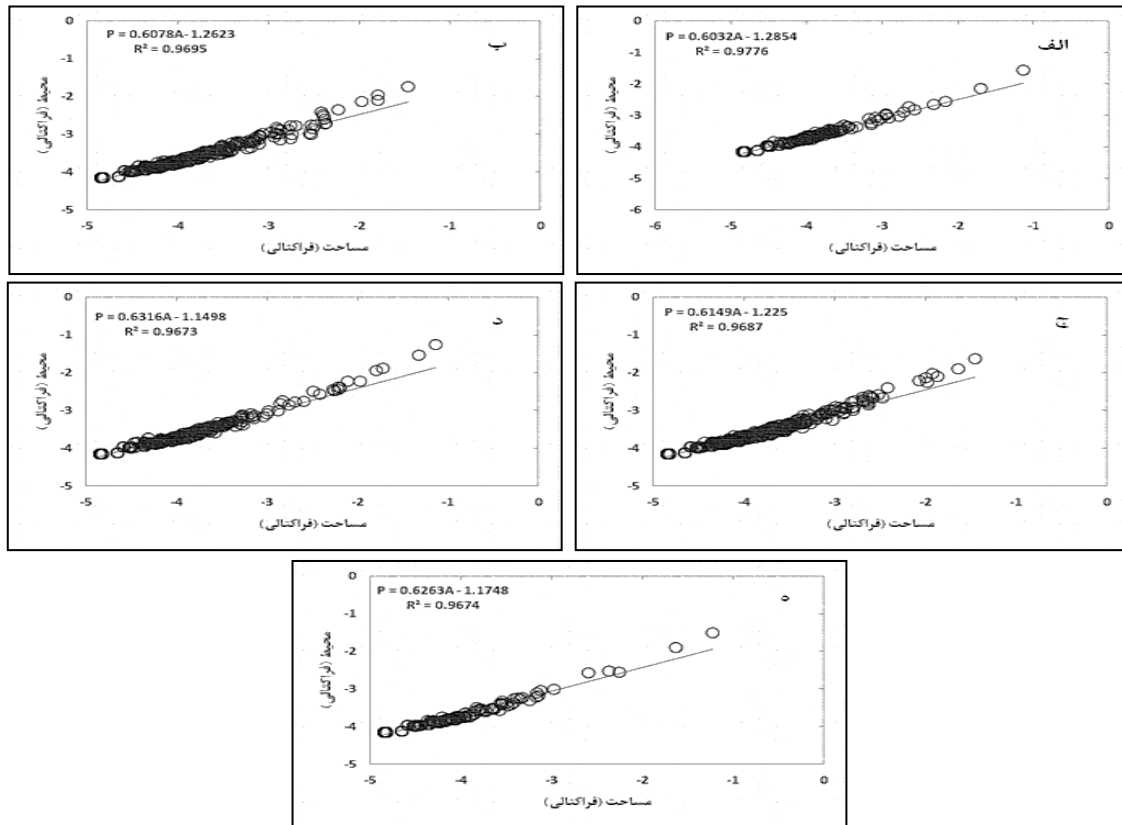 الف
P = 0.6032A - 1.2854
R² = 0.9776
0
-1
-2
-3
-4
-5
-6
-6 -5 -4 -3 -2 -1 0
محیط (فراکتالی)
مساحت (فراکتالی)
ب
P = 0.6078A - 1.2623
R² = 0.9695
0
-1
-2
-3
-4
-5
-5 -4 -3 -2 -1 0
محیط (فراکتالی)
مساحت (فراکتالی)
ج
P = 0.6149A - 1.225
R² = 0.9687
0
-1
-2
-3
-4
-5
-5 -4 -3 -2 -1 0
محیط (فراکتالی)
مساحت (فراکتالی)
د
P = 0.6316A - 1.1498
R² = 0.9673
0
-1
-2
-3
-4
-5
-5 -4 -3 -2 -1 0
محیط (فراکتالی)
مساحت (فراکتالی)
ه
P = 0.6263A - 1.1748
R² = 0.9674
0
-1
-2
-3
-4
-5
-5 -4 -3 -2 -1 0
محیط (فراکتالی)
مساحت (فراکتالی)